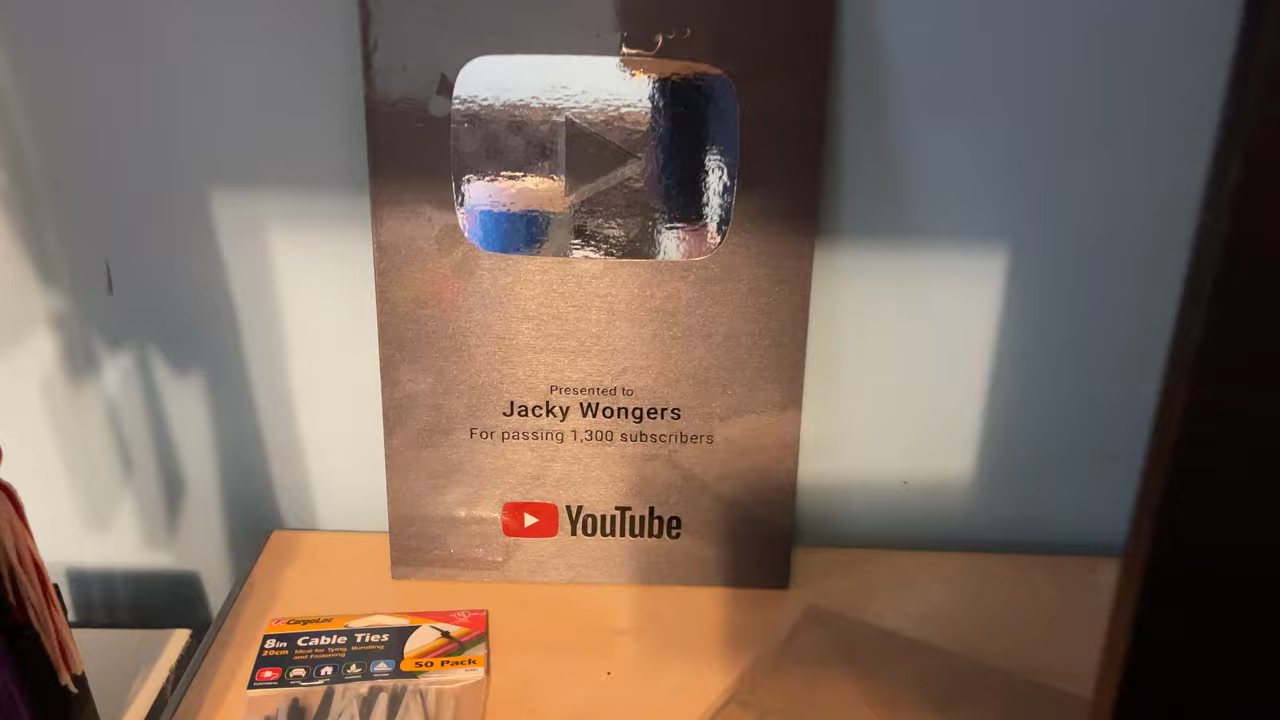 Presented to
Jacky Wongers
For passing 1,300 subscribers
YouTube
CargoLoc
8in Cable Ties
20cm Ideal for Tying, Bundling
and Fastening
50 Pack